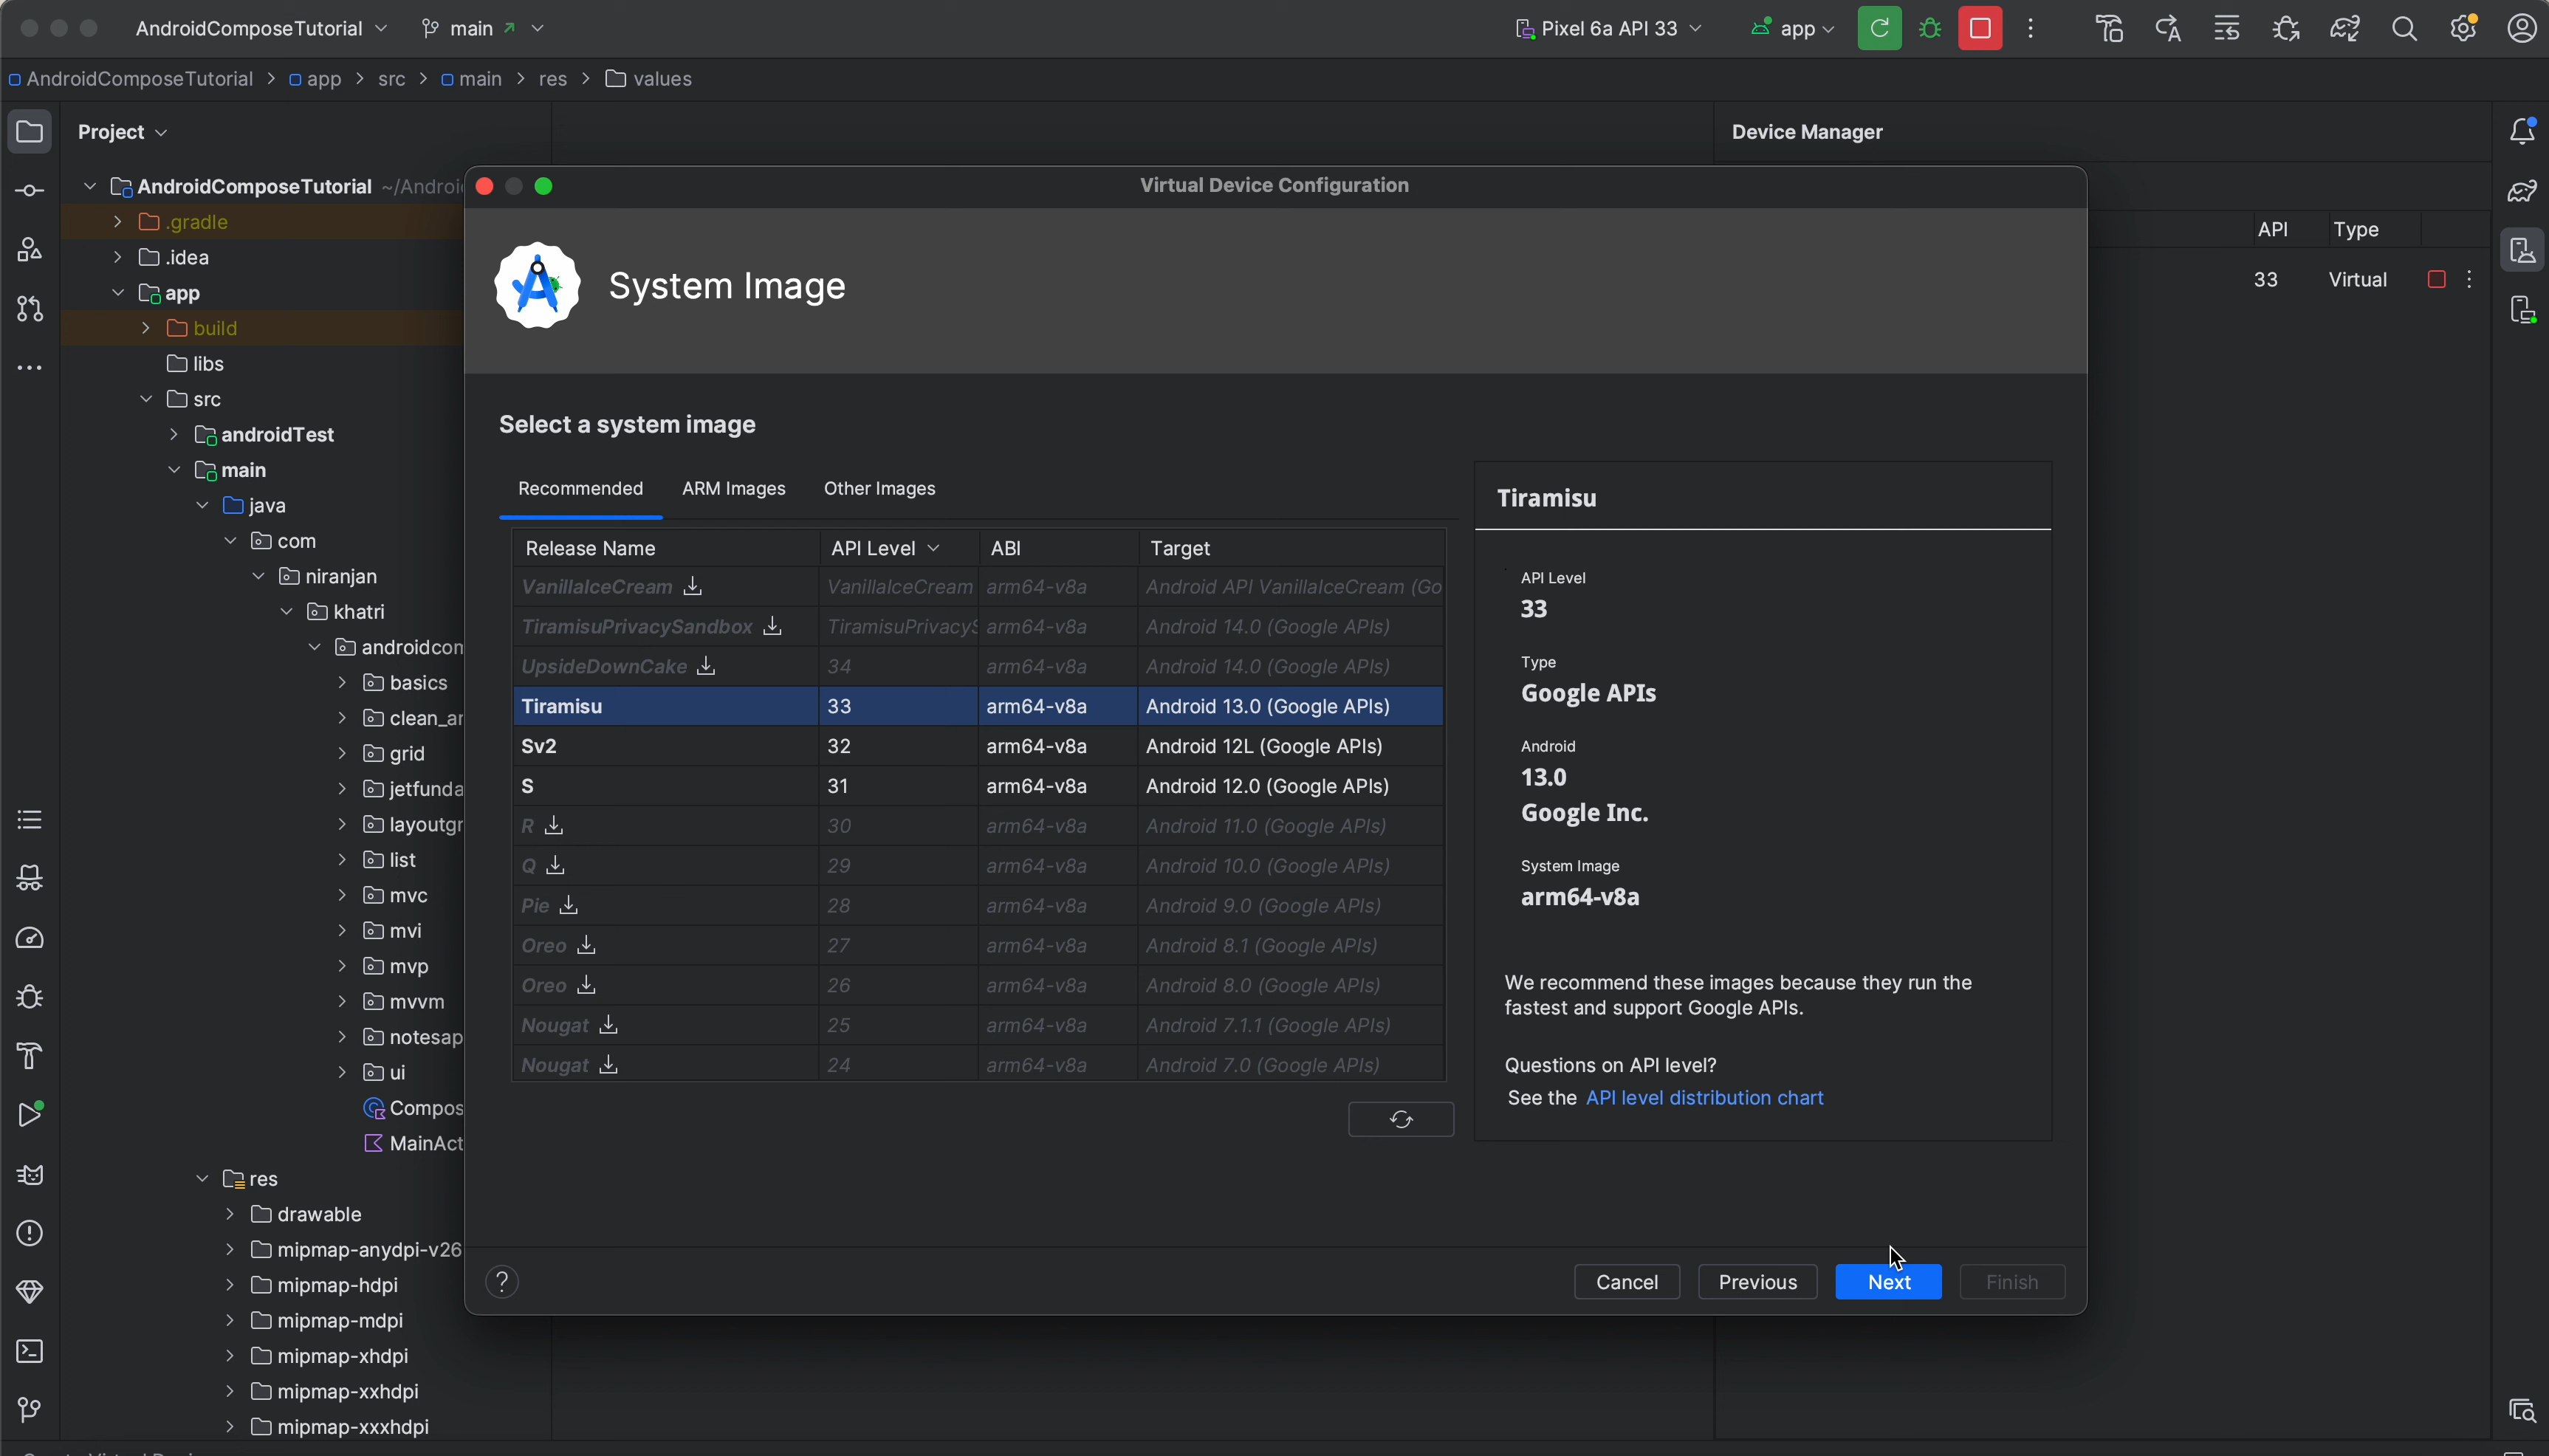 AndroidComposeTutorial main Pixel 6a API 33 app
AndroidComposeTutorial app src main res values
Project
Device Manager
AndroidComposeTutorial
.gradle
.idea
app
build
libs
src
androidTest
main
java
com
niranjan
khatri
basics
grid
list
mvc
mvi
mvp
mvvm
ui
res
drawable
mipmap-anydpi-v26
mipmap-hdpi
mipmap-mdpi
mipmap-xhdpi
mipmap-xxhdpi
mipmap-xxxhdpi
API Type
33 Virtual
Virtual Device Configuration
System Image
Select a system image
Recommended ARM Images Other Images
Release Name API Level ABI Target
VanillaIceCream VanillaIceCream arm64-v8a Android API VanillaIceCream (Go
TiramisuPrivacySandbox TiramisuPrivacyS arm64-v8a Android 14.0 (Google APIs)
UpsideDownCake 34 arm64-v8a Android 14.0 (Google APIs)
Tiramisu 33 arm64-v8a Android 13.0 (Google APIs)
Sv2 32 arm64-v8a Android 12L (Google APIs)
S 31 arm64-v8a Android 12.0 (Google APIs)
R 30 arm64-v8a Android 11.0 (Google APIs)
Q 29 arm64-v8a Android 10.0 (Google APIs)
Pie 28 arm64-v8a Android 9.0 (Google APIs)
Oreo 27 arm64-v8a Android 8.1 (Google APIs)
Oreo 26 arm64-v8a Android 8.0 (Google APIs)
Nougat 25 arm64-v8a Android 7.1.1 (Google APIs)
Nougat 24 arm64-v8a Android 7.0 (Google APIs)
Tiramisu
API Level
33
Type
Google APIs
Android
13.0
Google Inc.
System Image
arm64-v8a
We recommend these images because they run the
fastest and support Google APIs.
Questions on API level?
See the API level distribution chart
? Cancel Previous Next Finish